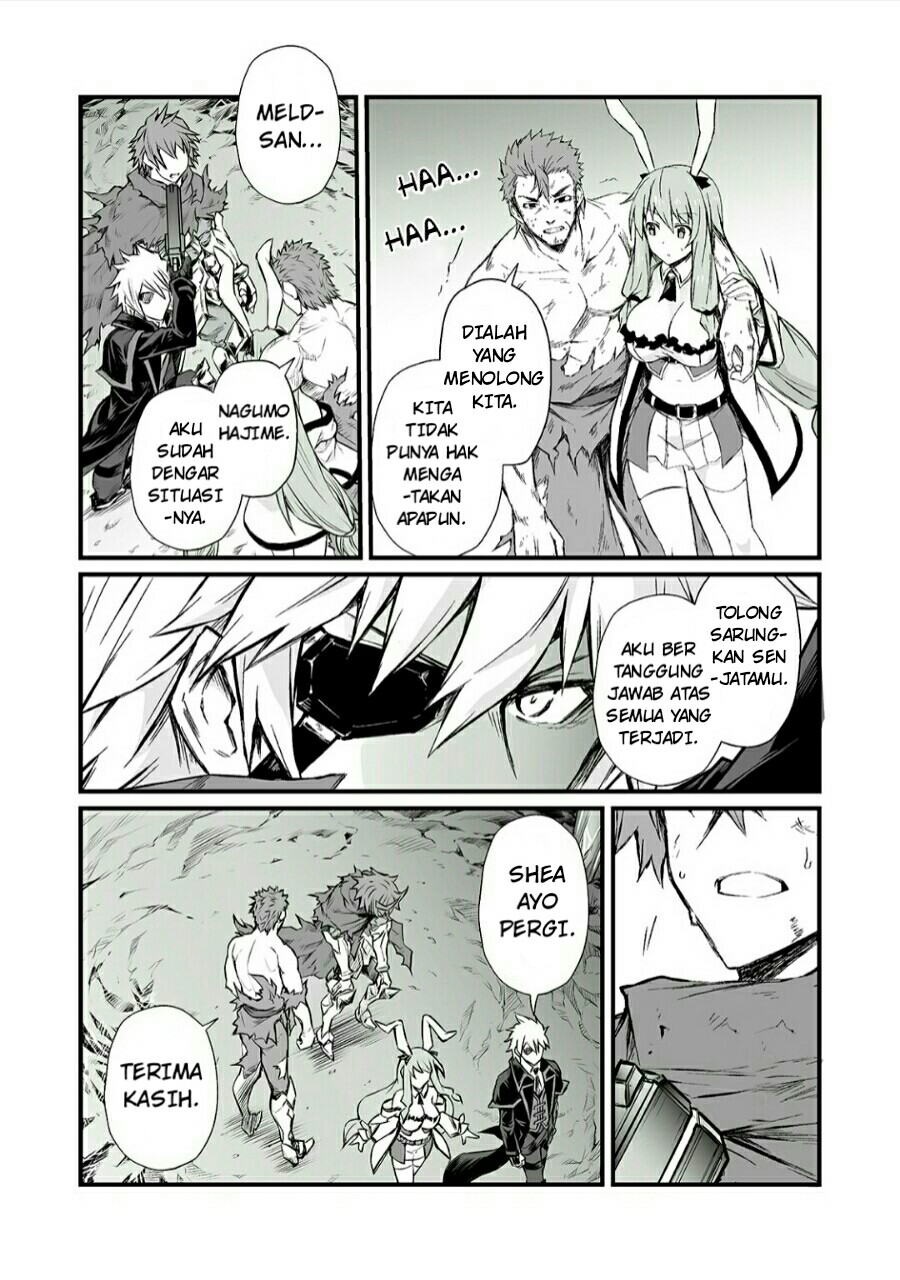 HAA...
HAA...
DIALAH YANG
MENOLONG
KITA.
KITA
TIDAK
PUNYA HAK
MENGA
-TAKAN
APAPUN.
MELD-
SAN...
NAGUMO
HAJIME.
AKU
SUDAH
DENGAR
SITUASI
-NYA.
TOLONG
SARUNG-
KAN SEN
-JATAMU.
AKU BER
TANGGUNG
JAWAB ATAS
SEMUA YANG
TERJADI.
SHEA
AYO
PERGI.
TERIMA
KASIH.